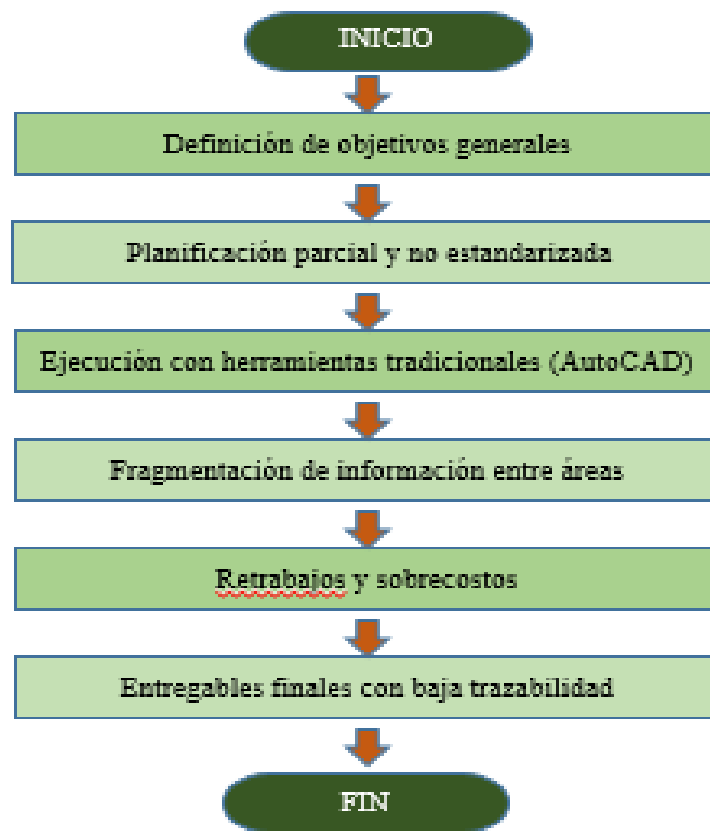 INICIO
Definición de objetivos generales
Planificación parcial y no estandarizada
Ejecución con herramientas tradicionales (AutoCAD)
Fragmentación de información entre áreas
Retrabajos y sobrecostos
Entregables finales con baja trazabilidad
FIN